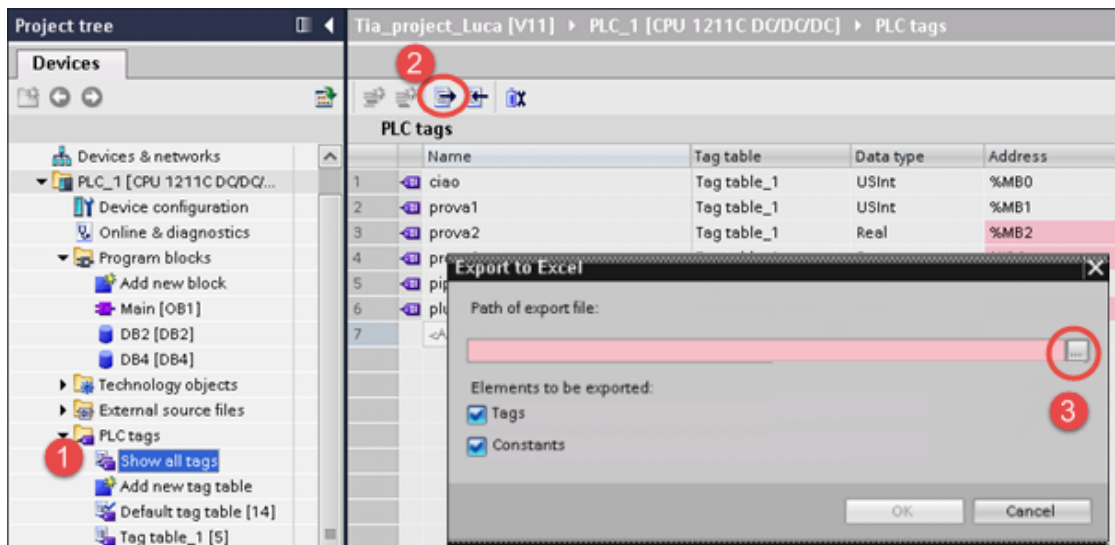 Project tree
Tia_project_Luca [V11] PLC_1 [CPU 1211C DC/DC/DC] PLC tags
Devices
2
PLC tags
Devices & networks
PLC_1 [CPU 1211C DC/DC/...
Device configuration
Online & diagnostics
Program blocks
Add new block
Main [OB1]
DB2 [DB2]
DB4 [DB4]
Technology objects
External source files
PLC tags
1
Show all tags
Add new tag table
Default tag table [14]
Tag table_1 [5]
Name Tag table Data type Address
1 ciao Tag table_1 USInt %MB0
2 prova1 Tag table_1 USInt %MB1
3 prova2 Tag table_1 Real %MB2
4
5
6
7
Export to Excel
Path of export file:
...
3
Elements to be exported:
Tags
Constants
OK Cancel